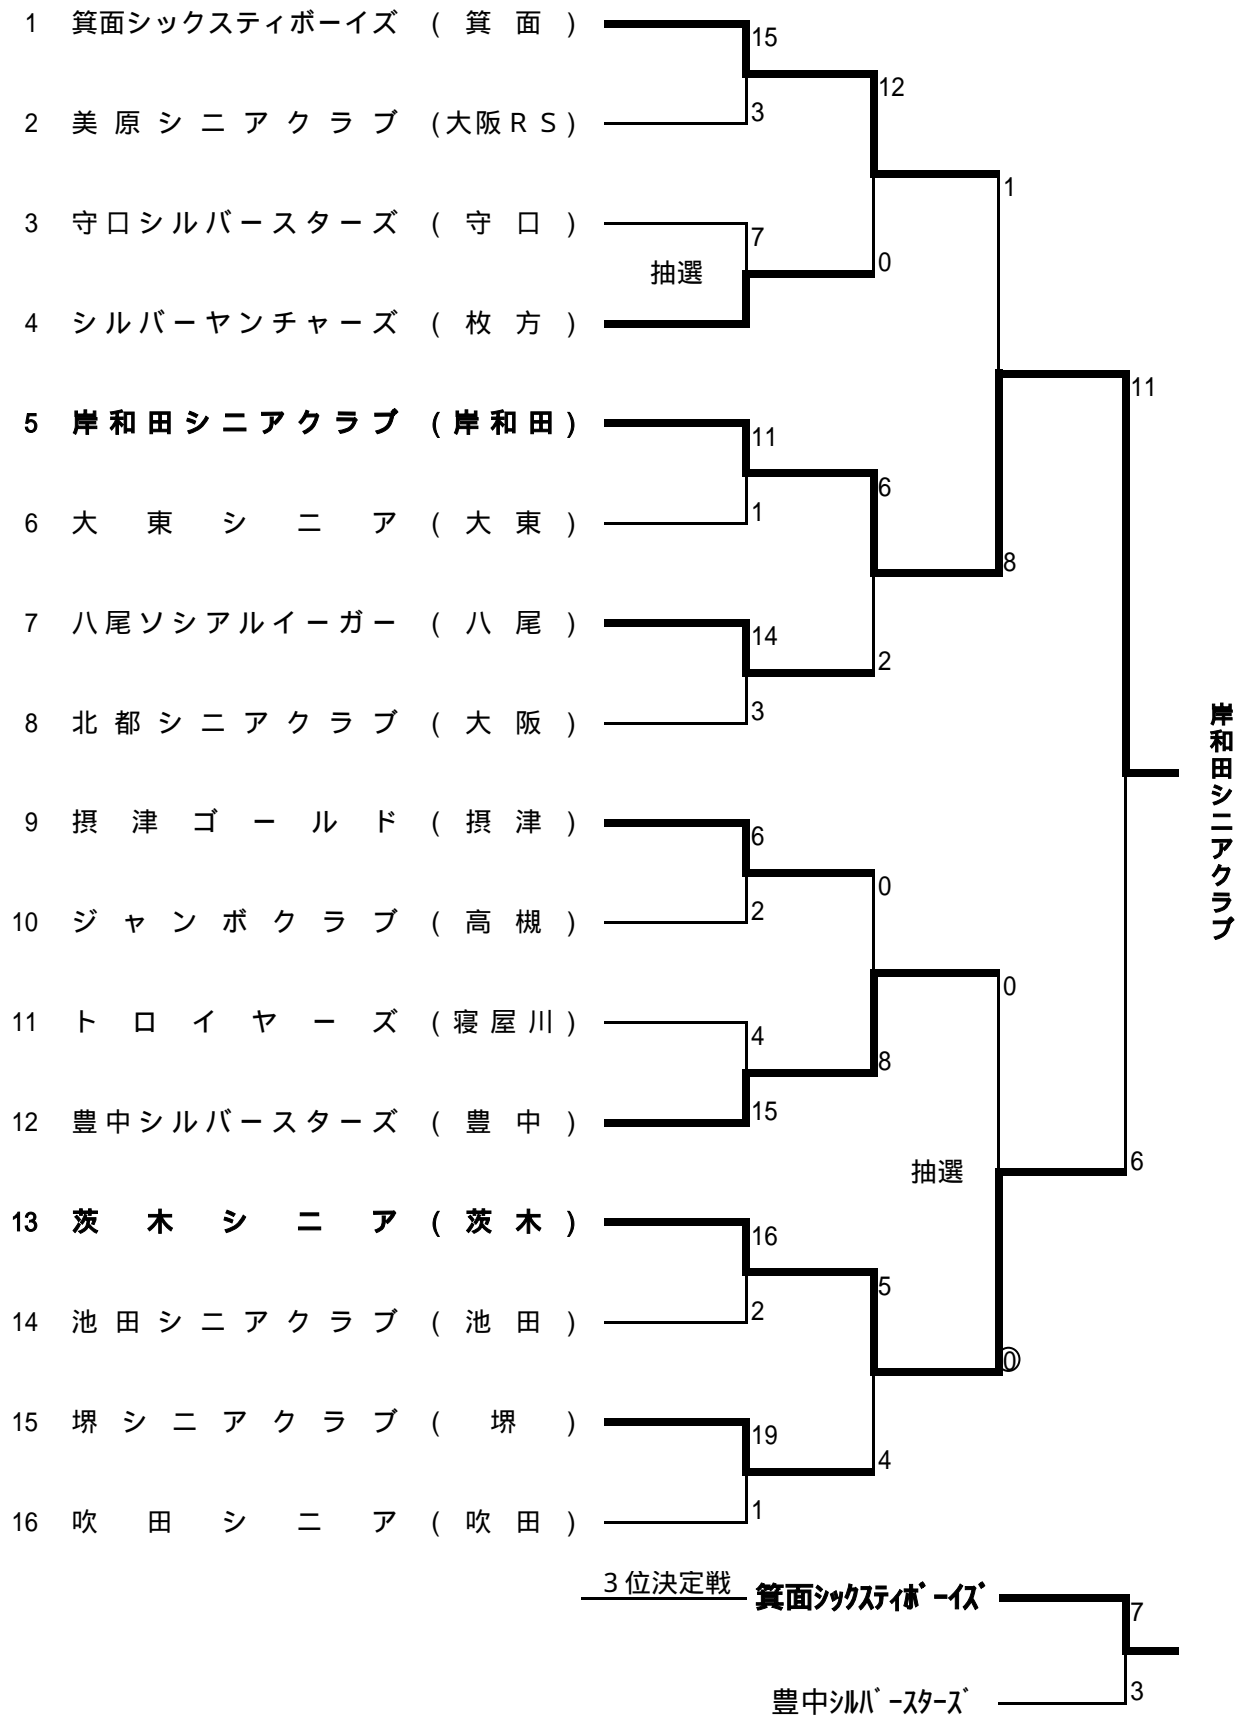 1 箕面シックスティボーイズ (箕面)
15
12
2 美原シニアクラブ (大阪ＲＳ)
3
1
3 守口シルバースターズ (守口)
7
抽選
0
4 シルバーヤンチャーズ (枚方)
11
5 岸和田シニアクラブ (岸和田)
11
6
6 大東シニア (大東)
1
8
7 八尾ソシアルイーガー (八尾)
14
2
8 北都シニアクラブ (大阪)
3
岸和田シニアクラブ
9 摂津ゴールド (摂津)
6
0
10 ジャンボクラブ (高槻)
2
0
11 トロイヤーズ (寝屋川)
4
8
12 豊中シルバースターズ (豊中)
15
抽選
6
13 茨木シニア (茨木)
16
5
14 池田シニアクラブ (池田)
2
⓪
15 堺シニアクラブ (堺)
19
4
16 吹田シニア (吹田)
1
３位決定戦 箕面ｼｯｸｽﾃｨﾎﾞｰｲｽﾞ
7
豊中ｼﾙﾊﾞｰｽﾀｰｽﾞ
3